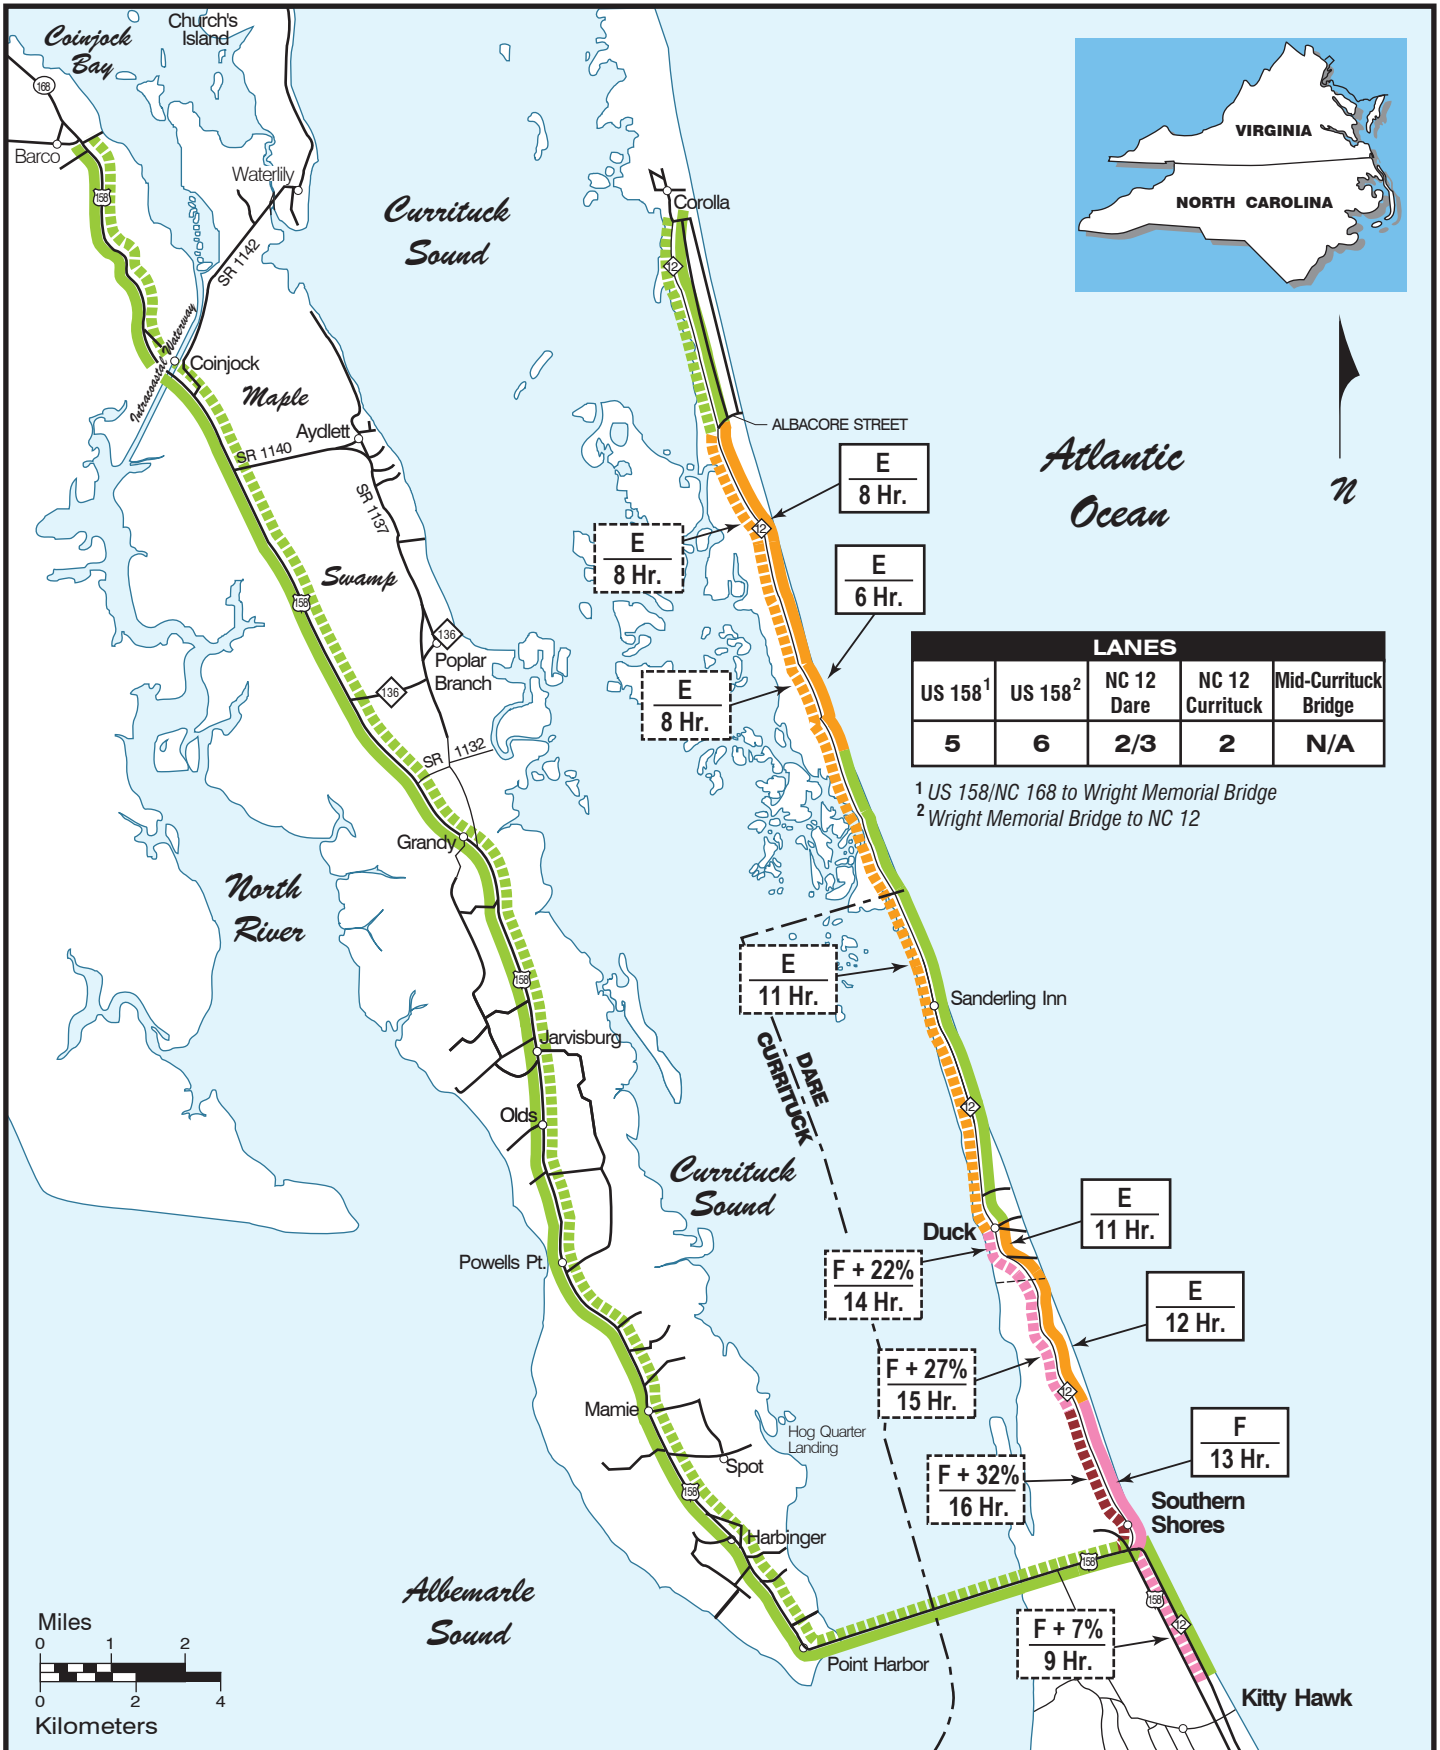 Coinjock
Bay
Church's
Island
168
Barco
158
Waterlily
SR 1142
Currituck
Sound
Corolla
12
VIRGINIA
NORTH CAROLINA
Intracoastal Waterway
Coinjock
Maple
Aydlett
SR 1140
SR 1137
ALBACORE STREET
Atlantic
Ocean
N
E
8 Hr.
12
E
8 Hr.
E
6 Hr.
Swamp
158
136
Poplar
Branch
136
E
8 Hr.
LANES
US 158¹
US 158²
NC 12
Dare
NC 12
Currituck
Mid-Currituck
Bridge
5
6
2/3
2
N/A
¹ US 158/NC 168 to Wright Memorial Bridge
² Wright Memorial Bridge to NC 12
SR 1132
Grandy
North
River
E
11 Hr.
158
Sanderling Inn
Jarvisburg
DARE
CURRITUCK
12
Olds
Currituck
Sound
E
11 Hr.
Duck
Powells Pt.
F + 22%
14 Hr.
E
12 Hr.
F + 27%
15 Hr.
12
Mamie
Hog Quarter
Landing
F
13 Hr.
Spot
F + 32%
16 Hr.
158
Southern
Shores
Harbinger
158
Albemarle
Sound
158
12
F + 7%
9 Hr.
Point Harbor
Kitty Hawk
Miles
0 1 2
0 2 4
Kilometers